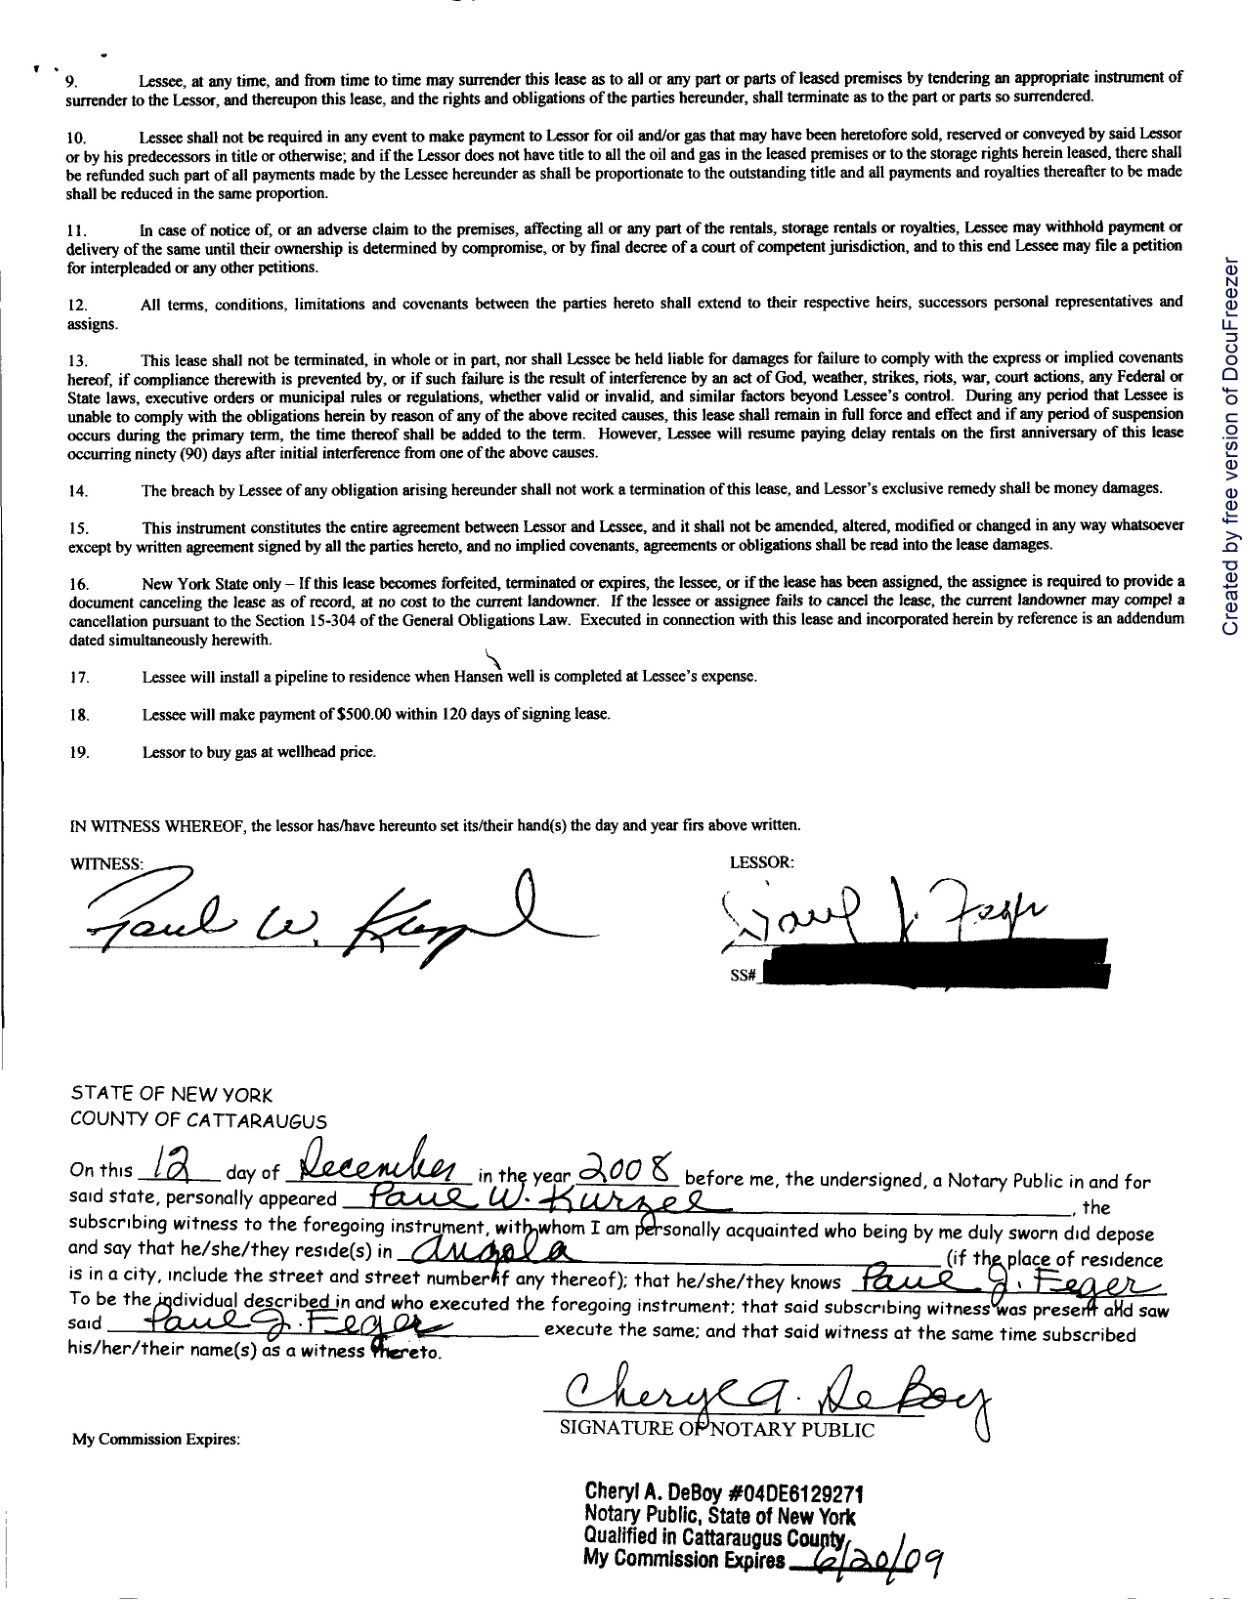 9. Lessee, at any time, and from time to time may surrender this lease as to all or any part or parts of leased premises by tendering an appropriate instrument of
surrender to the Lessor, and thereupon this lease, and the rights and obligations of the parties hereunder, shall terminate as to the part or parts so surrendered.
10. Lessee shall not be required in any event to make payment to Lessor for oil and/or gas that may have been heretofore sold, reserved or conveyed by said Lessor
or by his predecessors in title or otherwise; and if the Lessor does not have title to all the oil and gas in the leased premises or to the storage rights herein leased, there shall
be refunded such part of all payments made by the Lessee hereunder as shall be proportionate to the outstanding title and all payments and royalties thereafter to be made
shall be reduced in the same proportion.
11. In case of notice of, or an adverse claim to the premises, affecting all or any part of the rentals, storage rentals or royalties, Lessee may withhold payment or
delivery of the same until their ownership is determined by compromise, or by final decree of a court of competent jurisdiction, and to this end Lessee may file a petition
for interpleaded or any other petitions.
12. All terms, conditions, limitations and covenants between the parties hereto shall extend to their respective heirs, successors personal representatives and
assigns.
13. This lease shall not be terminated, in whole or in part, nor shall Lessee be held liable for damages for failure to comply with the express or implied covenants
hereof, if compliance therewith is prevented by, or if such failure is the result of interference by an act of God, weather, strikes, riots, war, court actions, any Federal or
State laws, executive orders or municipal rules or regulations, whether valid or invalid, and similar factors beyond Lessee's control. During any period that Lessee is
unable to comply with the obligations herein by reason of any of the above recited causes, this lease shall remain in full force and effect and if any period of suspension
occurs during the primary term, the time thereof shall be added to the term. However, Lessee will resume paying delay rentals on the first anniversary of this lease
occurring ninety (90) days after initial interference from one of the above causes.
14. The breach by Lessee of any obligation arising hereunder shall not work a termination of this lease, and Lessor's exclusive remedy shall be money damages.
15. This instrument constitutes the entire agreement between Lessor and Lessee, and it shall not be amended, altered, modified or changed in any way whatsoever
except by written agreement signed by all the parties hereto, and no implied covenants, agreements or obligations shall be read into the lease damages.
16. New York State only – If this lease becomes forfeited, terminated or expires, the lessee, or if the lease has been assigned, the assignee is required to provide a
document canceling the lease as of record, at no cost to the current landowner. If the lessee or assignee fails to cancel the lease, the current landowner may compel a
cancellation pursuant to the Section 15-304 of the General Obligations Law. Executed in connection with this lease and incorporated herein by reference is an addendum
dated simultaneously herewith.
17. Lessee will install a pipeline to residence when Hansen well is completed at Lessee's expense.
18. Lessee will make payment of $500.00 within 120 days of signing lease.
19. Lessor to buy gas at wellhead price.
IN WITNESS WHEREOF, the lessor has/have hereunto set its/their hand(s) the day and year firs above written.
WITNESS: LESSOR:
Paul W. Kurzel Paul J. Feger
SS#
STATE OF NEW YORK
COUNTY OF CATTARAUGUS
On this 12 day of December in the year 2008 before me, the undersigned, a Notary Public in and for
said state, personally appeared Paul W. Kurzel, the
subscribing witness to the foregoing instrument, with whom I am personally acquainted who being by me duly sworn did depose
and say that he/she/they reside(s) in Angola (if the place of residence
is in a city, include the street and street number if any thereof); that he/she/they knows Paul J. Feger
To be the individual described in and who executed the foregoing instrument; that said subscribing witness was present and saw
said Paul J. Feger execute the same; and that said witness at the same time subscribed
his/her/their name(s) as a witness thereto.
Cheryl A. DeBoy
SIGNATURE OF NOTARY PUBLIC
My Commission Expires:
Cheryl A. DeBoy #04DE6129271
Notary Public, State of New York
Qualified in Cattaraugus County
My Commission Expires 6/20/09
Created by free version of DocuFreezer